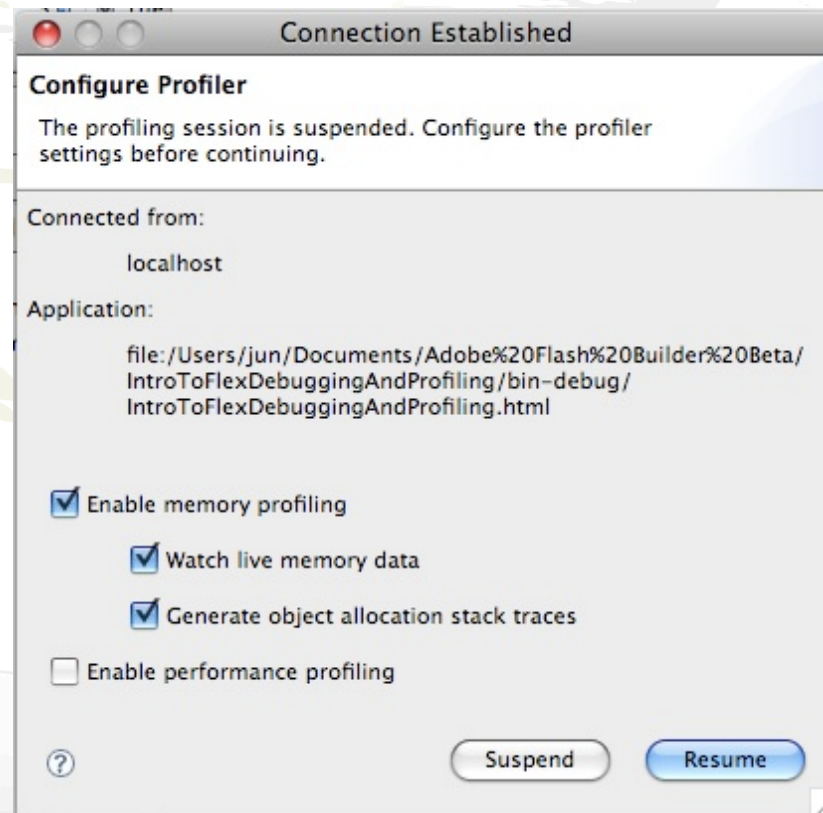 Connection Established
Configure Profiler
The profiling session is suspended. Configure the profiler
settings before continuing.
Connected from:
localhost
Application:
file:/Users/jun/Documents/Adobe%20Flash%20Builder%20Beta/
IntroToFlexDebuggingAndProfiling/bin-debug/
IntroToFlexDebuggingAndProfiling.html
Enable memory profiling
Watch live memory data
Generate object allocation stack traces
Enable performance profiling
?
Suspend
Resume